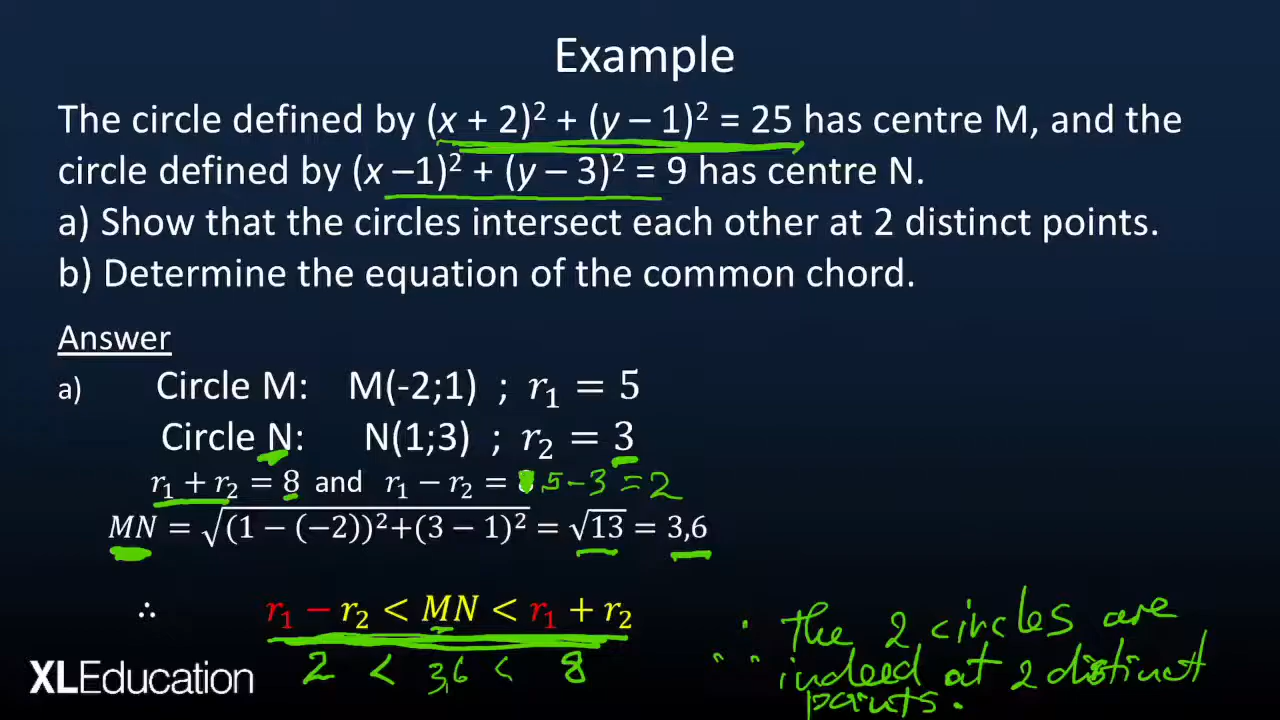 Example
The circle defined by (x + 2)² + (y – 1)² = 25 has centre M, and the
circle defined by (x –1)² + (y – 3)² = 9 has centre N.
a) Show that the circles intersect each other at 2 distinct points.
b) Determine the equation of the common chord.
Answer
a) Circle M: M(-2;1) ; r₁ = 5
Circle N: N(1;3) ; r₂ = 3
r₁ + r₂ = 8 and r₁ − r₂ = 5 – 3 = 2
MN = √(1 − (−2))²+(3 − 1)² = √13 = 3,6
∴ r₁ − r₂ < MN < r₁ + r₂
2 < 3,6 < 8
∴ the 2 circles are
indeed at 2 distinct
points.
XLEducation